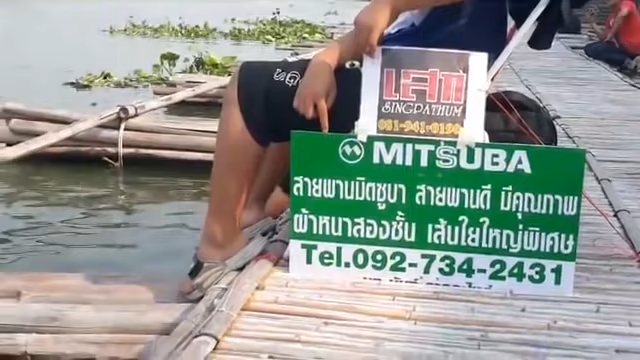 เลีก
SINGPATHUM
081-941-0190
MITSUBA
สายพานมิตซูบา สายพานดี มีคุณภาพ
ผ้าหนาสองชั้น เส้นใยใหญ่พิเศษ
Tel.092-734-2431